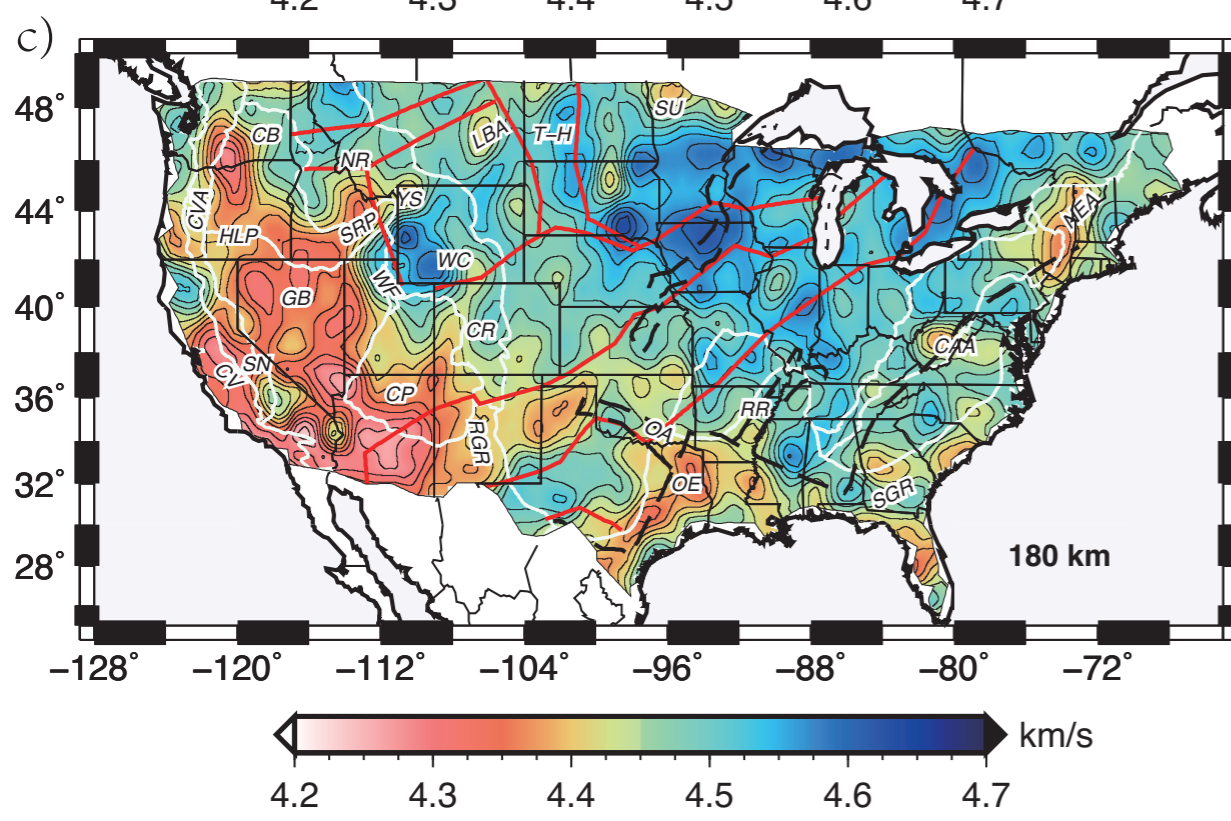 4.2 4.3 4.4 4.5 4.6 4.7
c)
48°
44°
40°
36°
32°
28°
SU
CB
LBA
T-H
NR
YS
CVA
MEA
HLP
SRP
WC
WF
GB
CR
CAA
SN
CV
CP
RR
RGR
OA
OE
SGR
180 km
−128° −120° −112° −104° −96° −88° −80° −72°
km/s
4.2 4.3 4.4 4.5 4.6 4.7